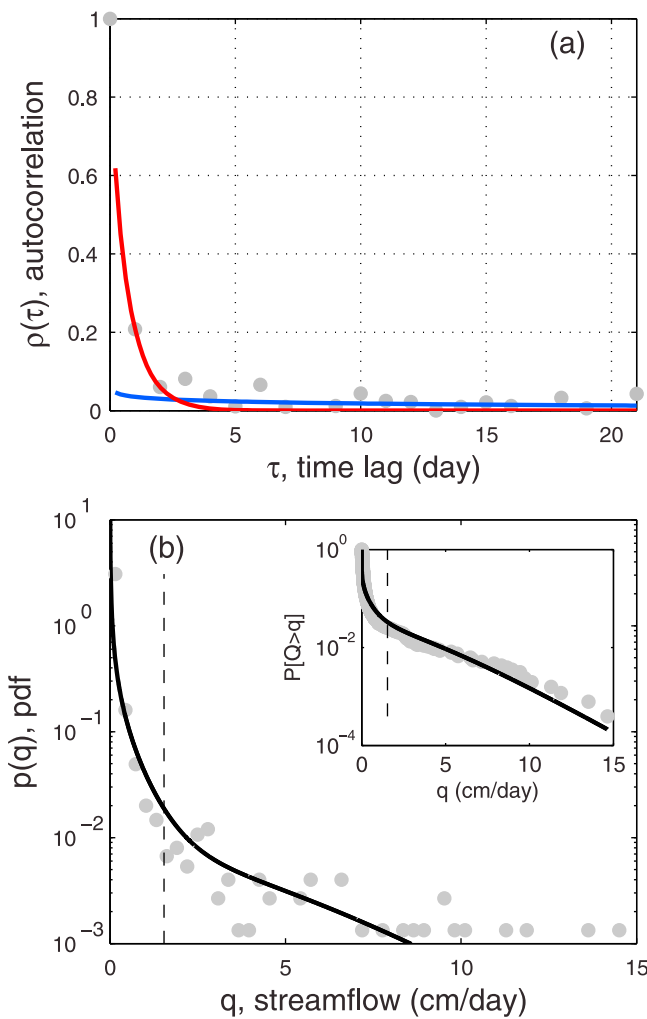 (a)
ρ(τ), autocorrelation
1
0.8
0.6
0.4
0.2
0
0 5 10 15 20
τ, time lag (day)
(b)
p(q), pdf
10^1
10^0
10^-1
10^-2
10^-3
0 5 10 15
q, streamflow (cm/day)
P[Q>q]
10^0
10^-2
10^-4
0 5 10 15
q (cm/day)